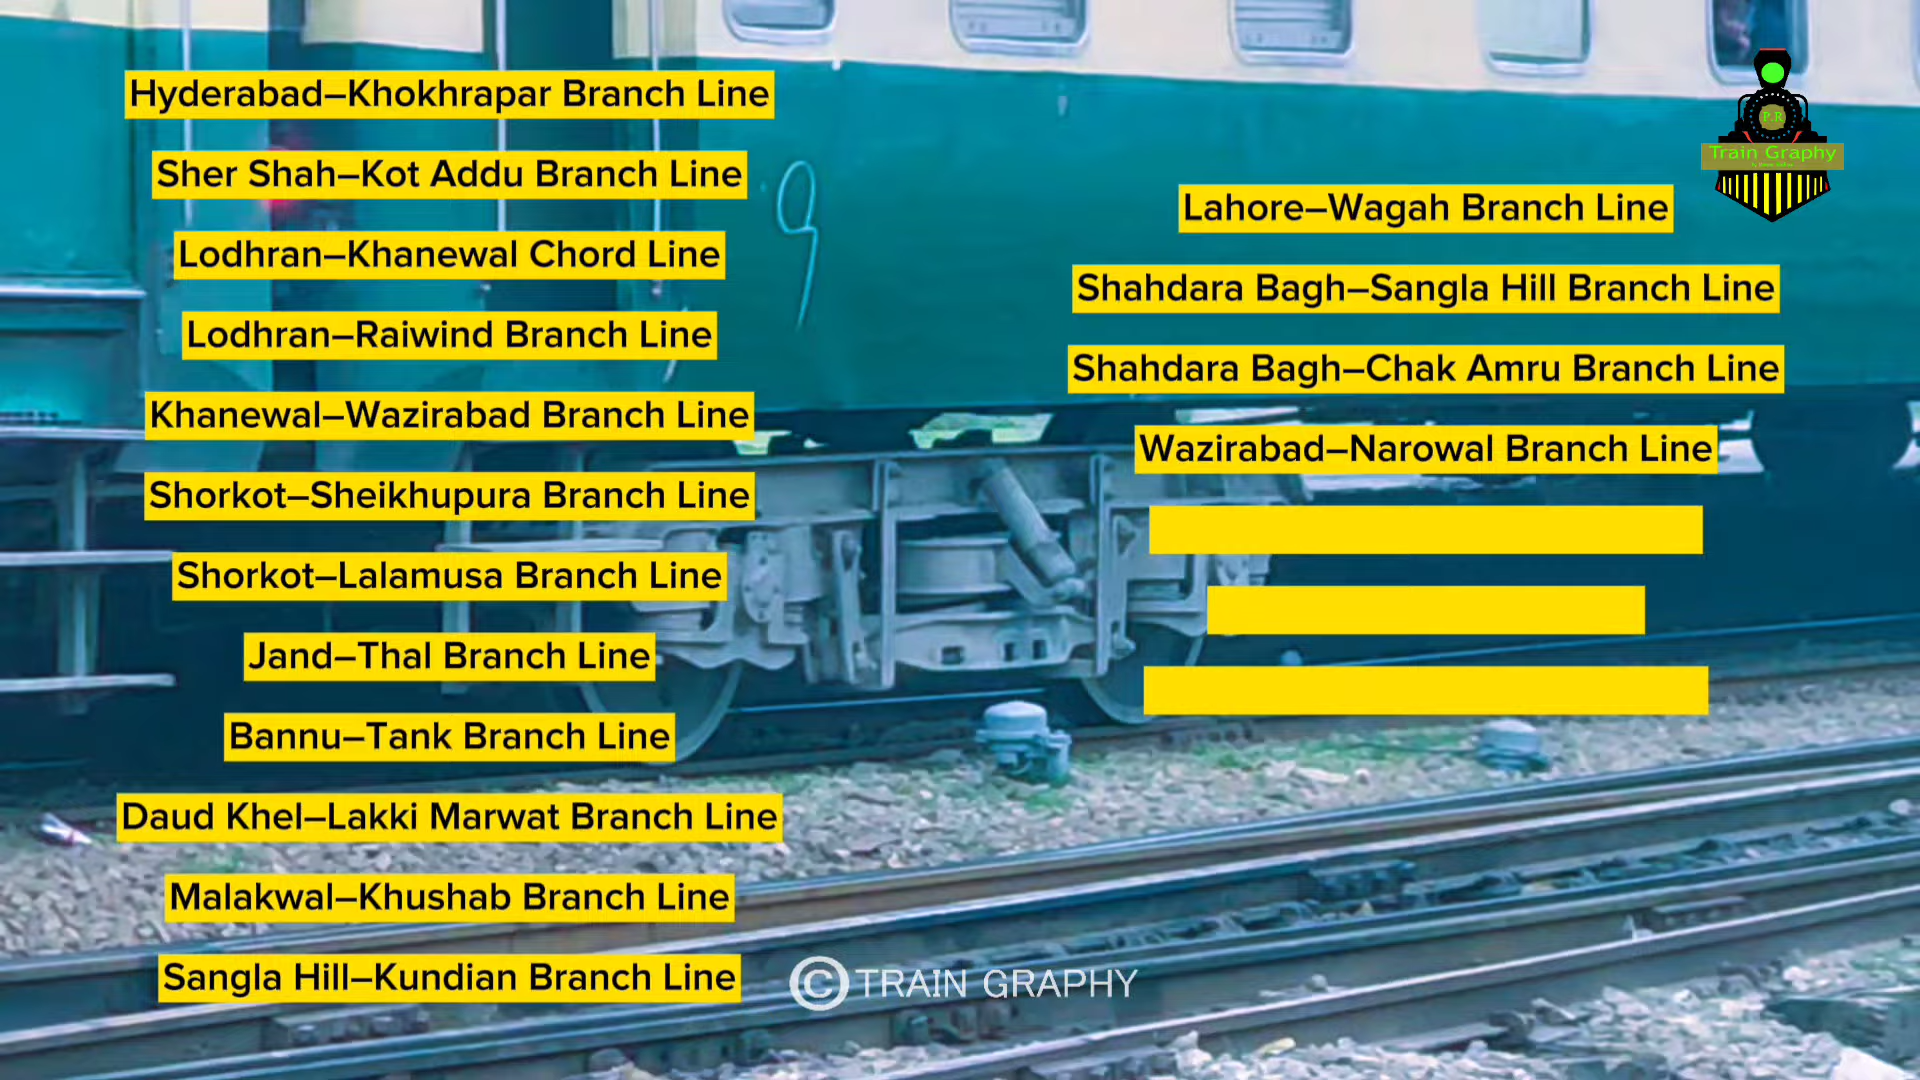 Hyderabad–Khokhrapar Branch Line
Sher Shah–Kot Addu Branch Line
Lodhran–Khanewal Chord Line
Lodhran–Raiwind Branch Line
Khanewal–Wazirabad Branch Line
Shorkot–Sheikhupura Branch Line
Shorkot–Lalamusa Branch Line
Jand–Thal Branch Line
Bannu–Tank Branch Line
Daud Khel–Lakki Marwat Branch Line
Malakwal–Khushab Branch Line
Sangla Hill–Kundian Branch Line
Lahore–Wagah Branch Line
Shahdara Bagh–Sangla Hill Branch Line
Shahdara Bagh–Chak Amru Branch Line
Wazirabad–Narowal Branch Line
P.R
Train Graphy
9
© TRAIN GRAPHY